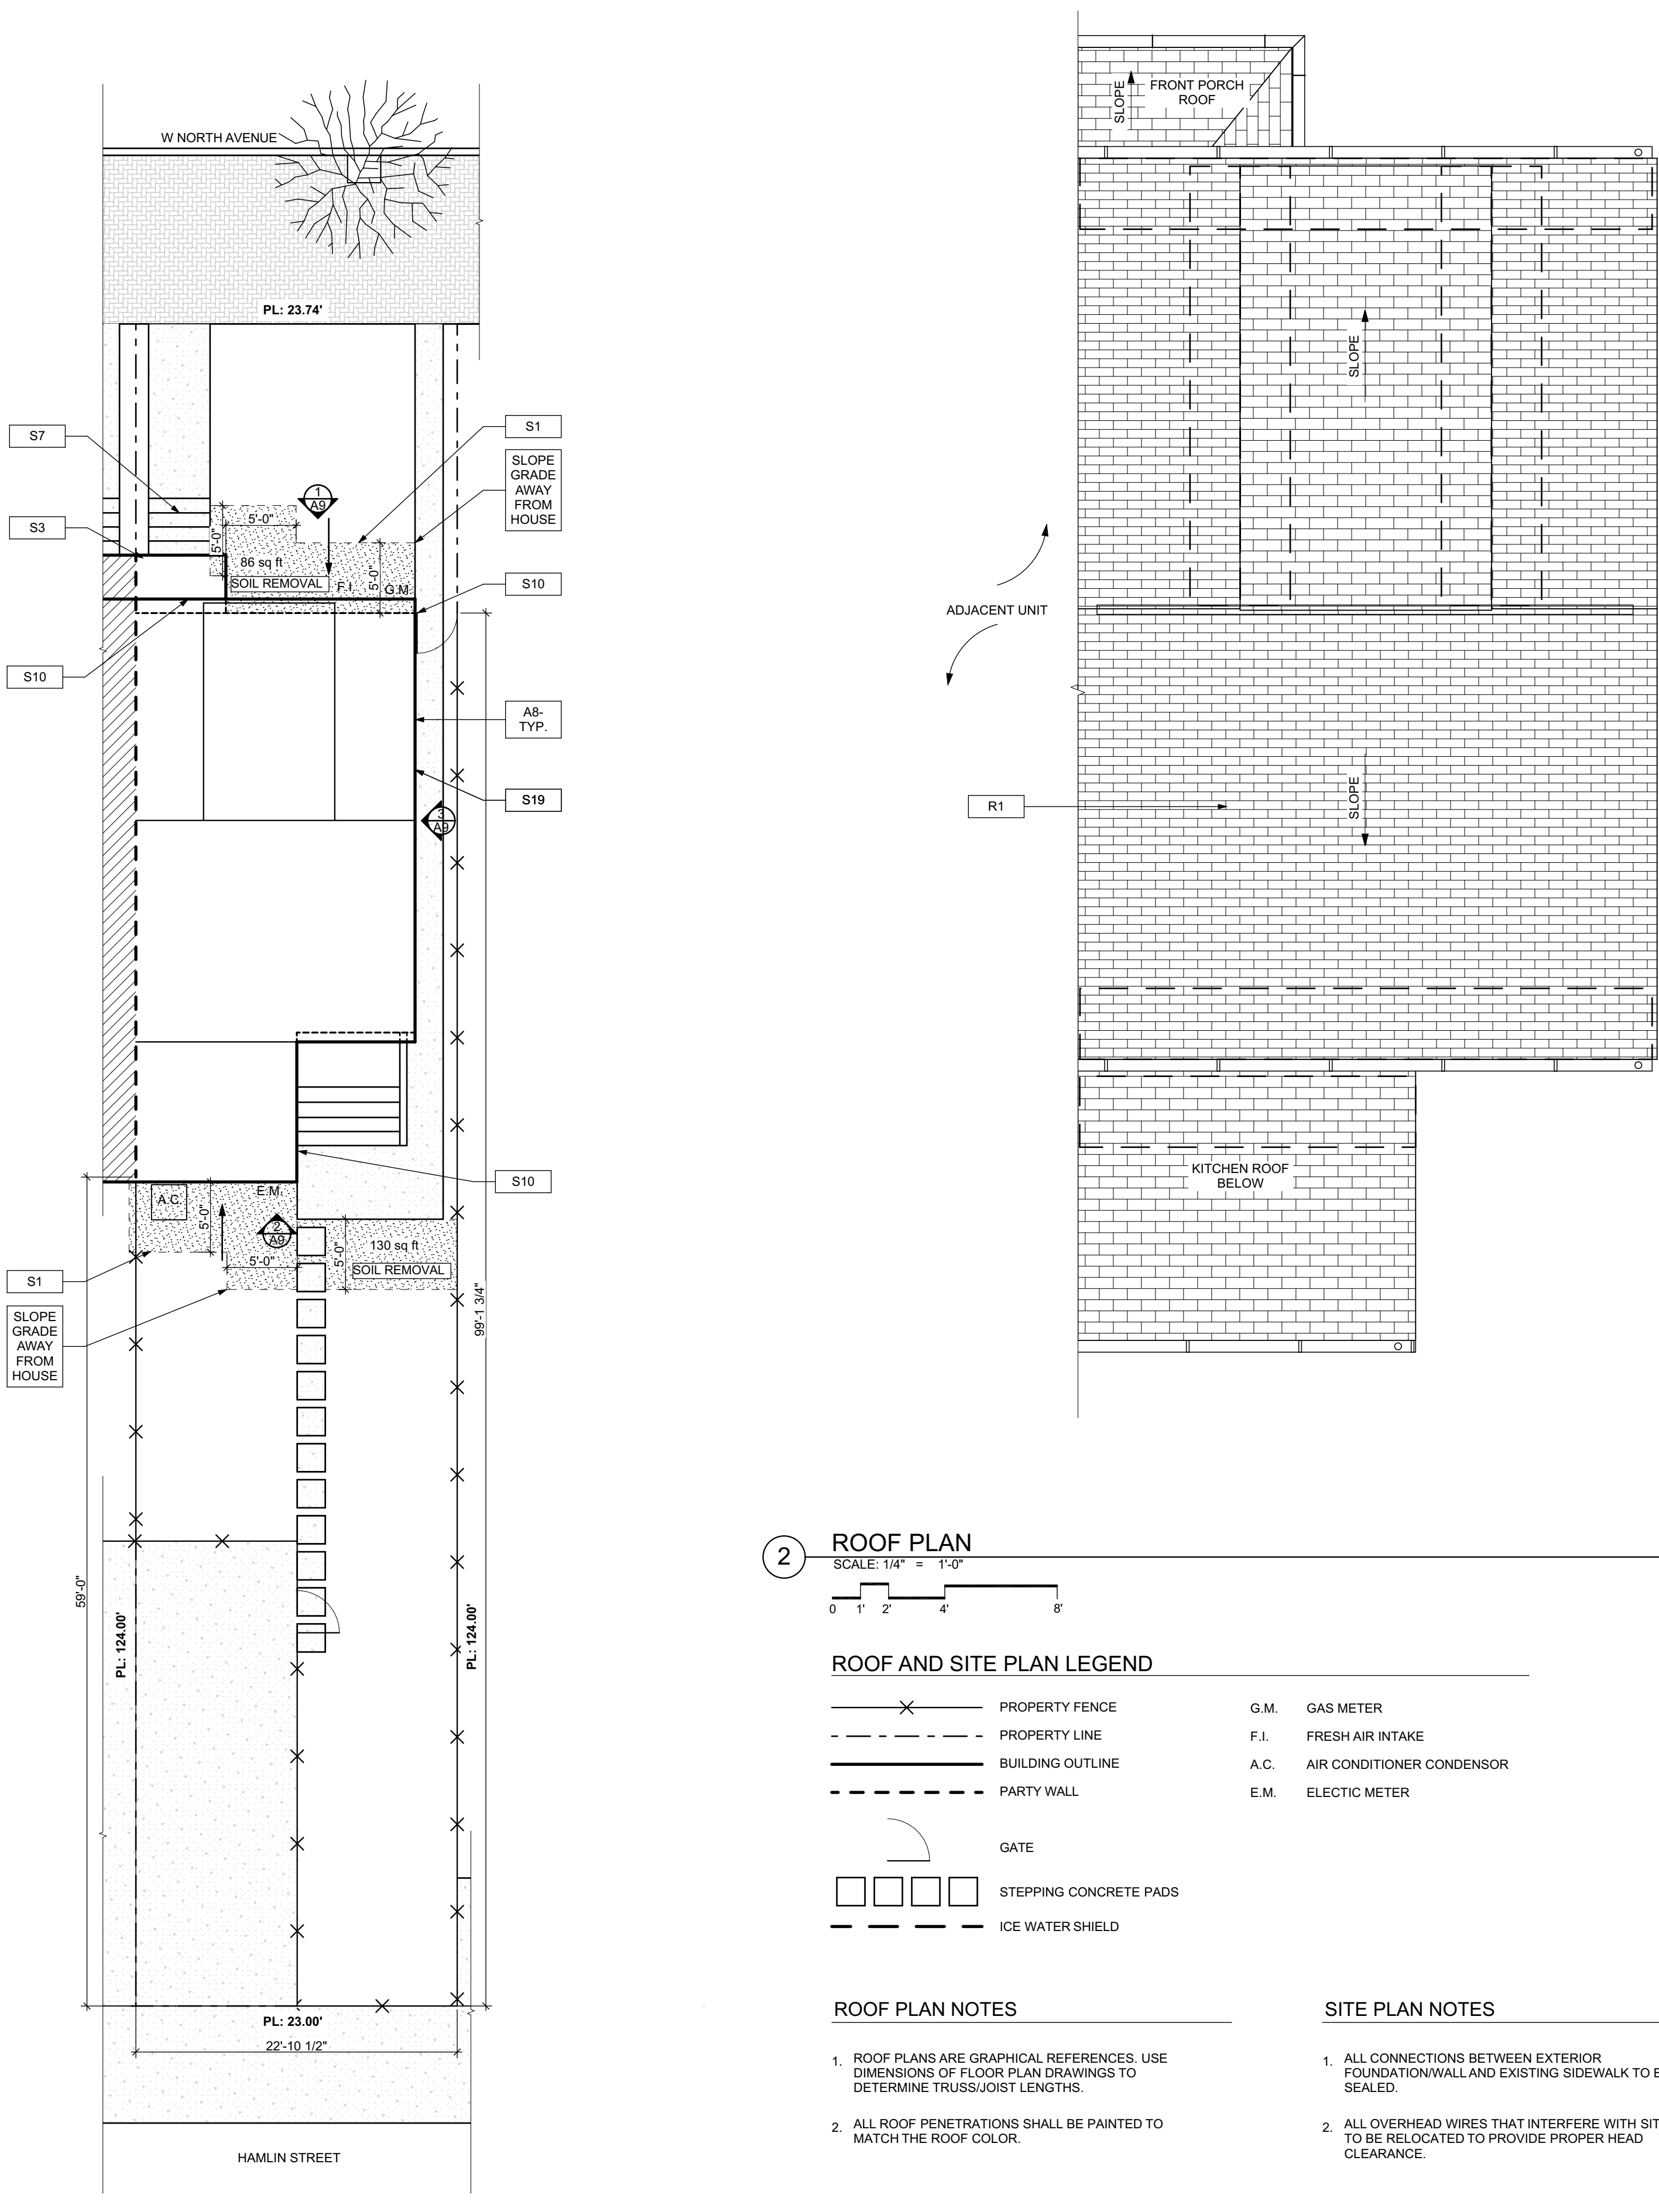 W NORTH AVENUE
PL: 23.74'
S7
S1
SLOPE
GRADE
AWAY
FROM
HOUSE
1
A9
5'-0"
5'-0"
S3
86 sq ft
SOIL REMOVAL
F.I.
5'-0"
G.M.
S10
S10
A8-
TYP.
S19
3
A9
S10
A.C.
E.M.
5'-0"
2
A9
5'-0"
5'-0"
130 sq ft
SOIL REMOVAL
S1
SLOPE
GRADE
AWAY
FROM
HOUSE
99'-1 3/4"
59'-0"
PL: 124.00'
PL: 124.00'
PL: 23.00'
22'-10 1/2"
HAMLIN STREET
SLOPE
FRONT PORCH
ROOF
SLOPE
ADJACENT UNIT
R1
SLOPE
KITCHEN ROOF
BELOW
2
ROOF PLAN
SCALE: 1/4" = 1'-0"
0 1' 2' 4' 8'
ROOF AND SITE PLAN LEGEND
PROPERTY FENCE
PROPERTY LINE
BUILDING OUTLINE
PARTY WALL
GATE
STEPPING CONCRETE PADS
ICE WATER SHIELD
G.M. GAS METER
F.I. FRESH AIR INTAKE
A.C. AIR CONDITIONER CONDENSOR
E.M. ELECTIC METER
ROOF PLAN NOTES
1. ROOF PLANS ARE GRAPHICAL REFERENCES. USE
DIMENSIONS OF FLOOR PLAN DRAWINGS TO
DETERMINE TRUSS/JOIST LENGTHS.
2. ALL ROOF PENETRATIONS SHALL BE PAINTED TO
MATCH THE ROOF COLOR.
SITE PLAN NOTES
1. ALL CONNECTIONS BETWEEN EXTERIOR
FOUNDATION/WALL AND EXISTING SIDEWALK TO
SEALED.
2. ALL OVERHEAD WIRES THAT INTERFERE WITH
TO BE RELOCATED TO PROVIDE PROPER HEAD
CLEARANCE.